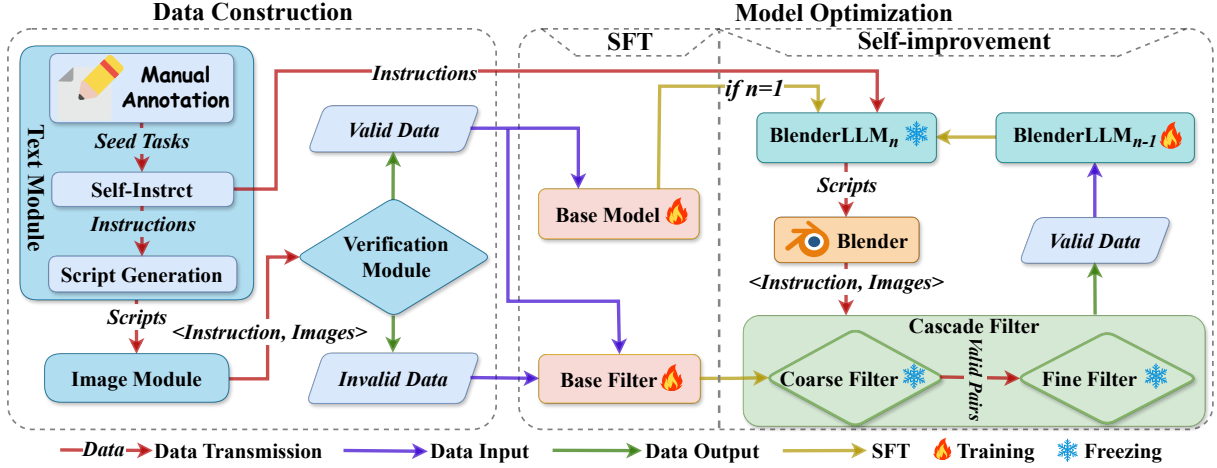 Data Construction
Model Optimization
SFT
Self-improvement
Manual
Annotation
Text Module
Seed Tasks
Self-Instrct
Instructions
Script Generation
Scripts
<Instruction, Images>
Image Module
Instructions
Valid Data
Verification
Module
Invalid Data
if n=1
Base Model
Base Filter
BlenderLLMn
BlenderLLMn-1
Scripts
Blender
Valid Data
<Instruction, Images>
Cascade Filter
Coarse Filter
Valid Pairs
Fine Filter
Data Data Transmission
Data Input
Data Output
SFT
Training
Freezing